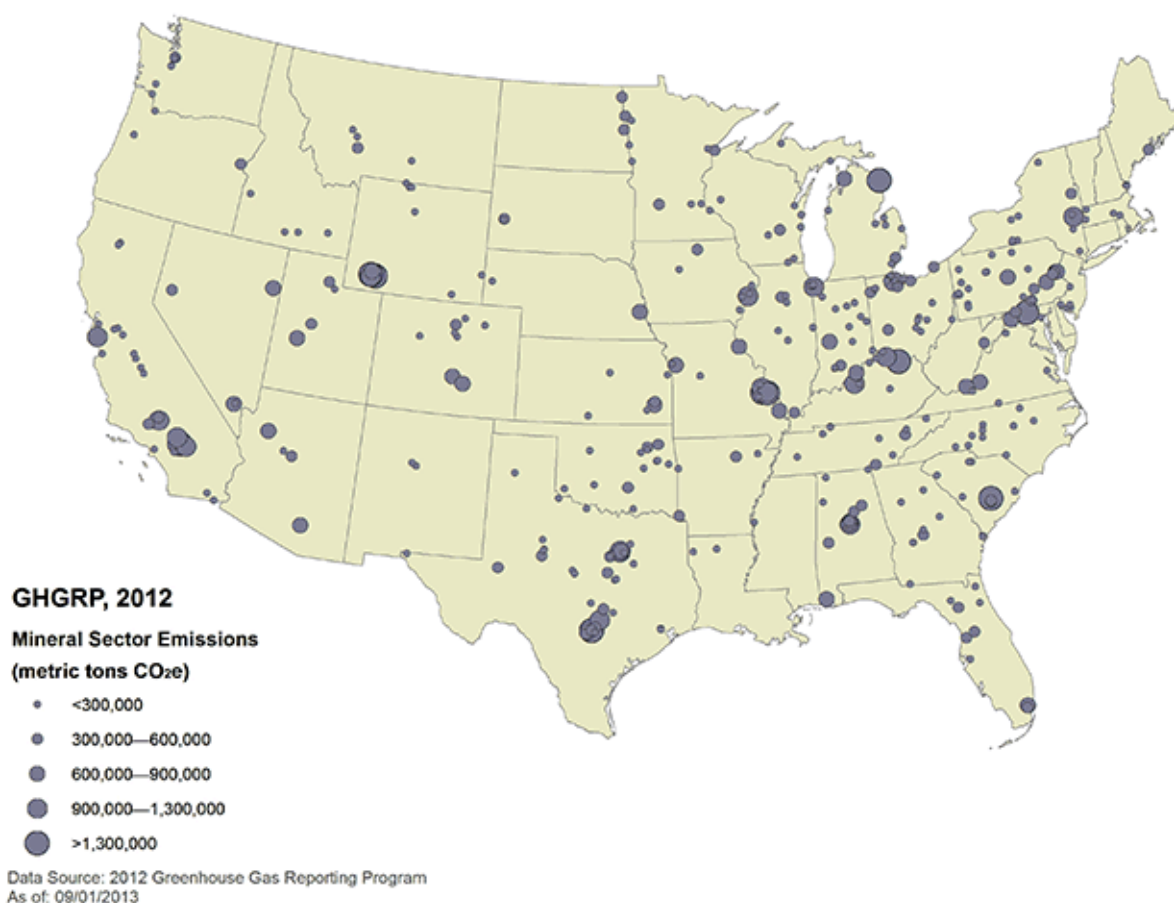 GHGRP, 2012
Mineral Sector Emissions
(metric tons CO₂e)
<300,000
300,000—600,000
600,000—900,000
900,000—1,300,000
>1,300,000
Data Source: 2012 Greenhouse Gas Reporting Program
As of: 09/01/2013